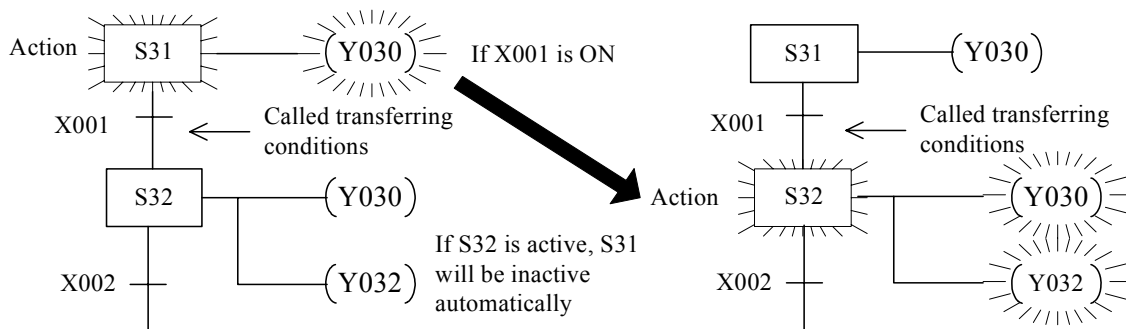 Action
S31
(Y030)
If X001 is ON
X001
Called transferring
conditions
S32
(Y030)
If S32 is active, S31
will be inactive
automatically
X002
(Y032)
S31
(Y030)
X001
Called transferring
conditions
Action
S32
(Y030)
X002
(Y032)